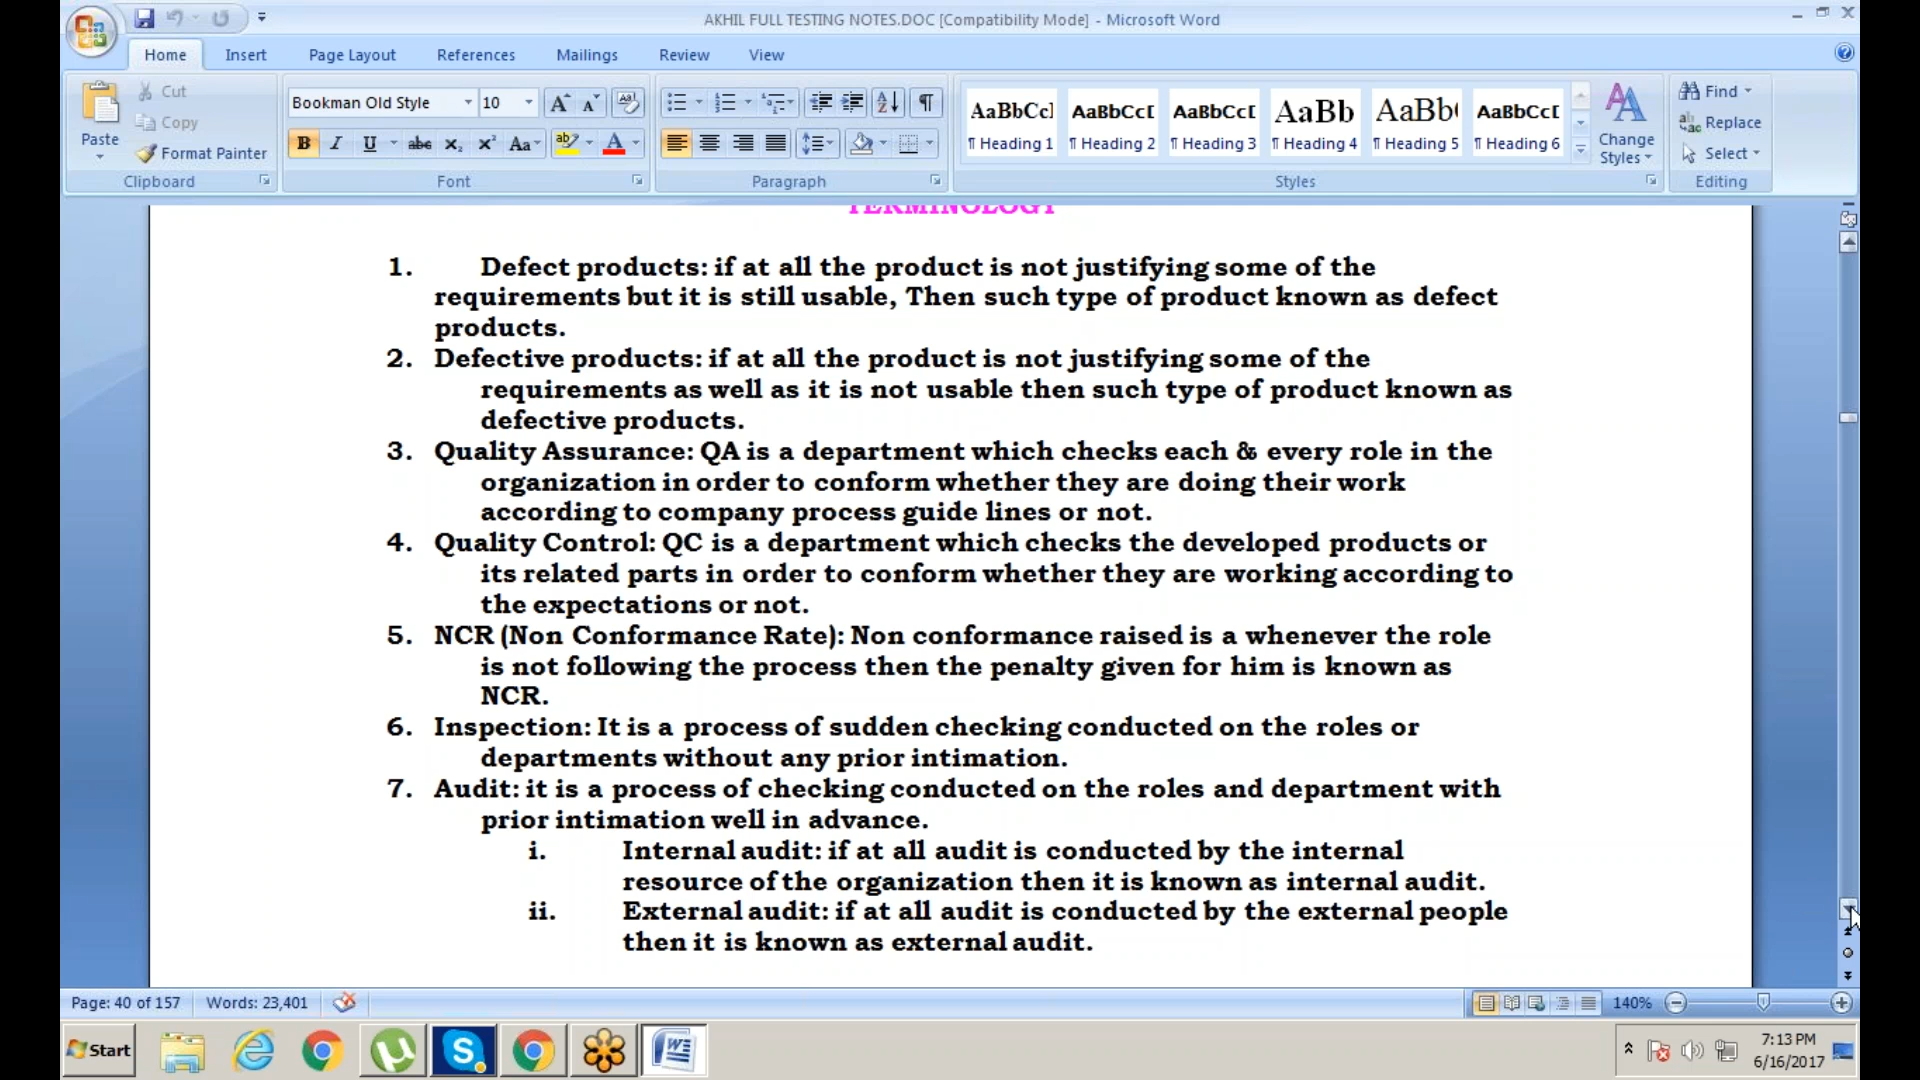 AKHIL FULL TESTING NOTES.DOC [Compatibility Mode] - Microsoft Word
Home Insert Page Layout References Mailings Review View
Paste
Cut
Copy
Format Painter
Clipboard
Bookman Old Style 10
Font
Paragraph
AaBbCcI AaBbCcD AaBbCcD AaBb AaBb( AaBbCcD
¶ Heading 1 ¶ Heading 2 ¶ Heading 3 ¶ Heading 4 ¶ Heading 5 ¶ Heading 6
Change
Styles
Styles
Find
Replace
Select
Editing
TERMINOLOGY
1. Defect products: if at all the product is not justifying some of the
requirements but it is still usable, Then such type of product known as defect
products.
2. Defective products: if at all the product is not justifying some of the
requirements as well as it is not usable then such type of product known as
defective products.
3. Quality Assurance: QA is a department which checks each & every role in the
organization in order to conform whether they are doing their work
according to company process guide lines or not.
4. Quality Control: QC is a department which checks the developed products or
its related parts in order to conform whether they are working according to
the expectations or not.
5. NCR (Non Conformance Rate): Non conformance raised is a whenever the role
is not following the process then the penalty given for him is known as
NCR.
6. Inspection: It is a process of sudden checking conducted on the roles or
departments without any prior intimation.
7. Audit: it is a process of checking conducted on the roles and department with
prior intimation well in advance.
i. Internal audit: if at all audit is conducted by the internal
resource of the organization then it is known as internal audit.
ii. External audit: if at all audit is conducted by the external people
then it is known as external audit.
Page: 40 of 157 Words: 23,401 140%
Start
7:13 PM
6/16/2017